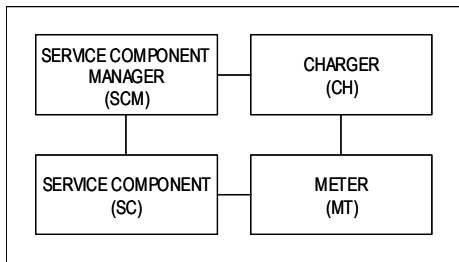 SERVICE COMPONENT
MANAGER
(SCM)
CHARGER
(CH)
SERVICE COMPONENT
(SC)
METER
(MT)